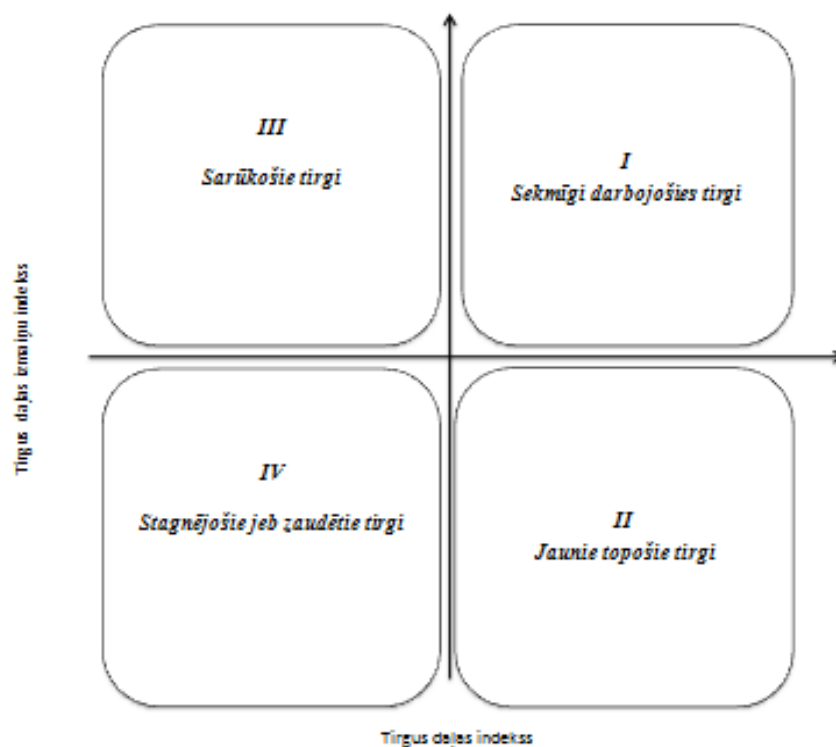 III
Sarūkošie tirgi
I
Sekmīgi darbojošies tirgi
Tirgus daļas izmaiņu indekss
IV
Stagnējošie jeb zaudētie tirgi
II
Jaunie topošie tirgi
Tirgus daļas indekss